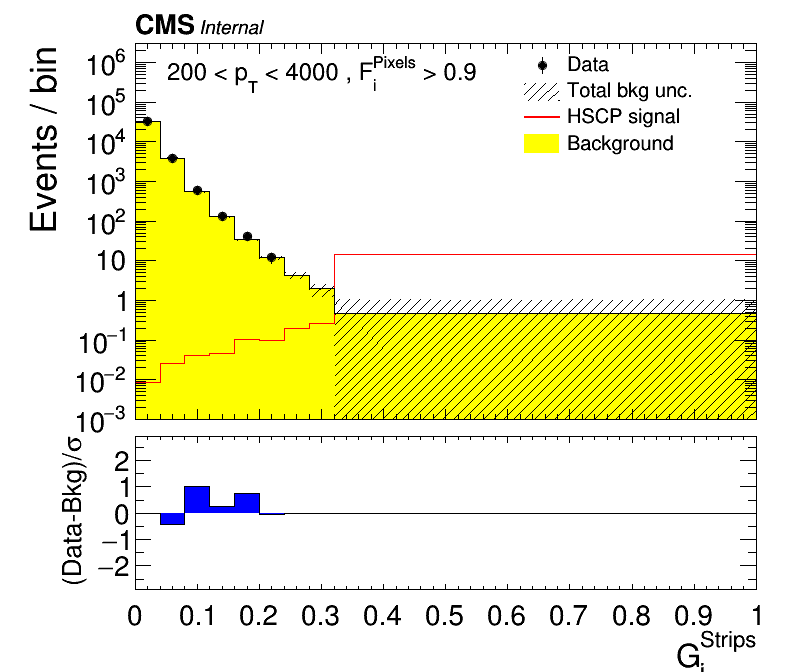 CMS Internal
200 < p_T < 4000 , F_i^Pixels > 0.9
Data
Total bkg unc.
HSCP signal
Background
Events / bin
10^6
10^5
10^4
10^3
10^2
10
1
10^−1
10^−2
10^−3
(Data-Bkg)/σ
2
1
0
−1
−2
0 0.1 0.2 0.3 0.4 0.5 0.6 0.7 0.8 0.9 1
G_i^Strips